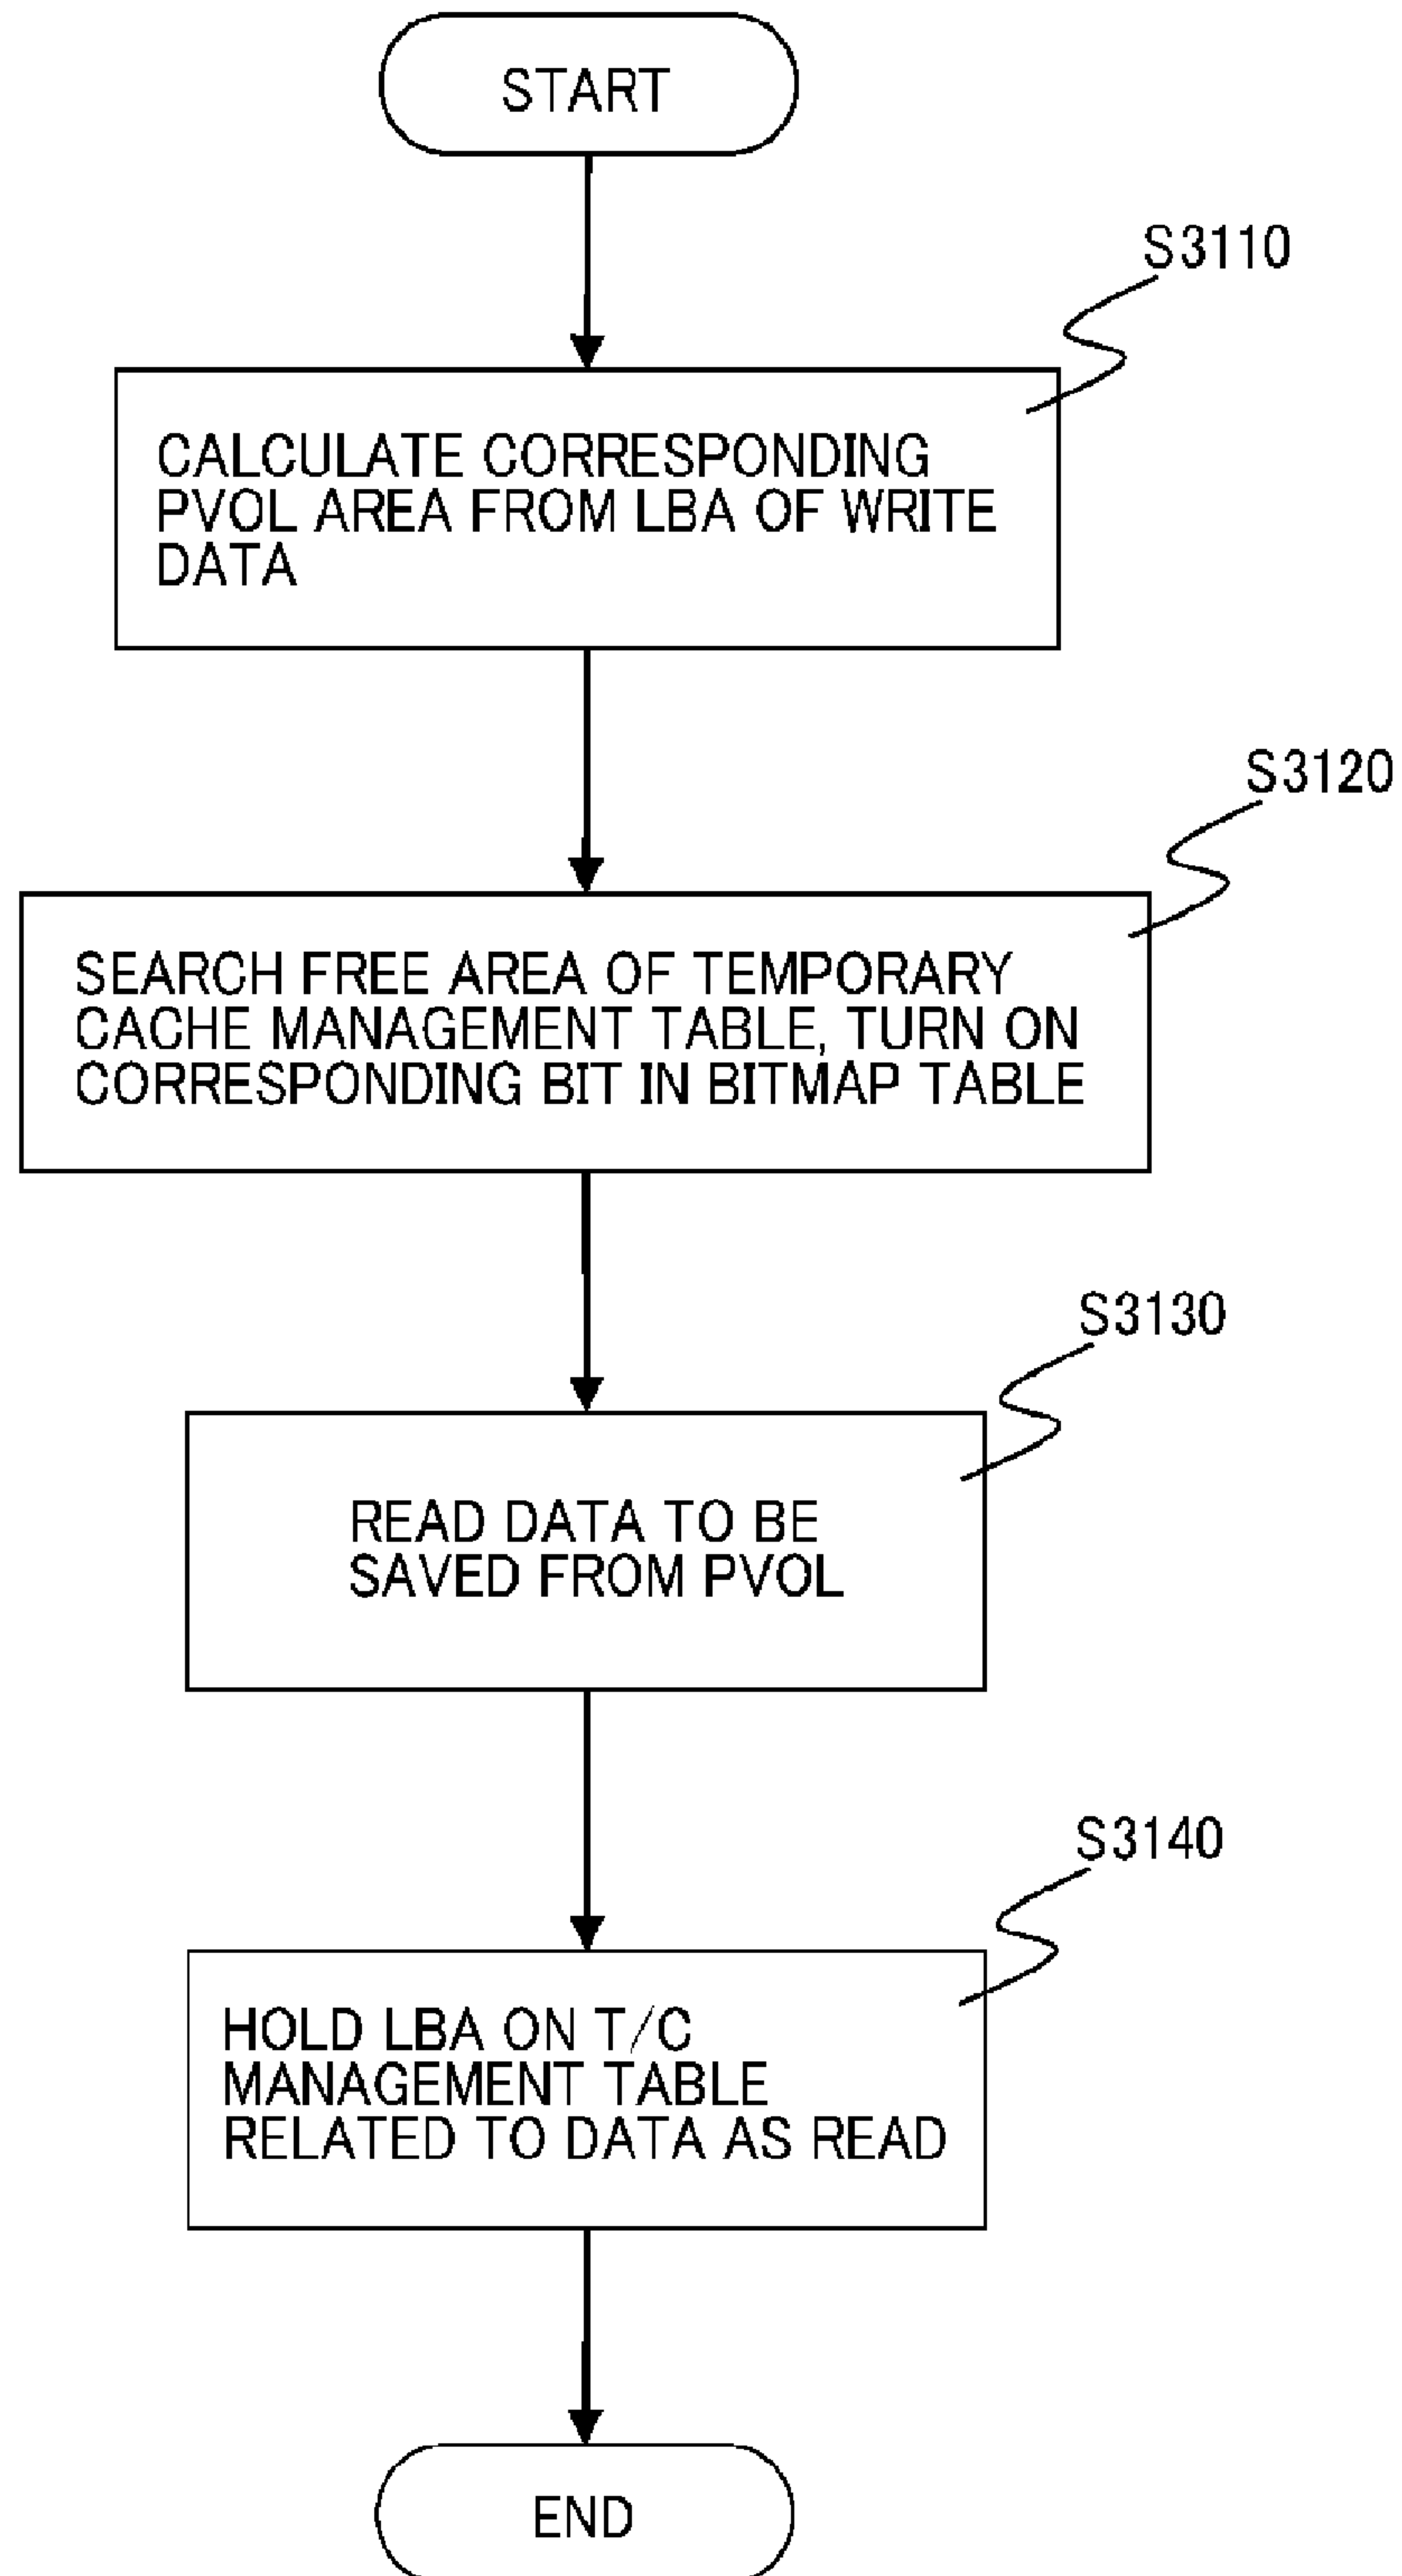 START
S3110
CALCULATE CORRESPONDING
PVOL AREA FROM LBA OF WRITE
DATA
S3120
SEARCH FREE AREA OF TEMPORARY
CACHE MANAGEMENT TABLE, TURN ON
CORRESPONDING BIT IN BITMAP TABLE
S3130
READ DATA TO BE
SAVED FROM PVOL
S3140
HOLD LBA ON T/C
MANAGEMENT TABLE
RELATED TO DATA AS READ
END